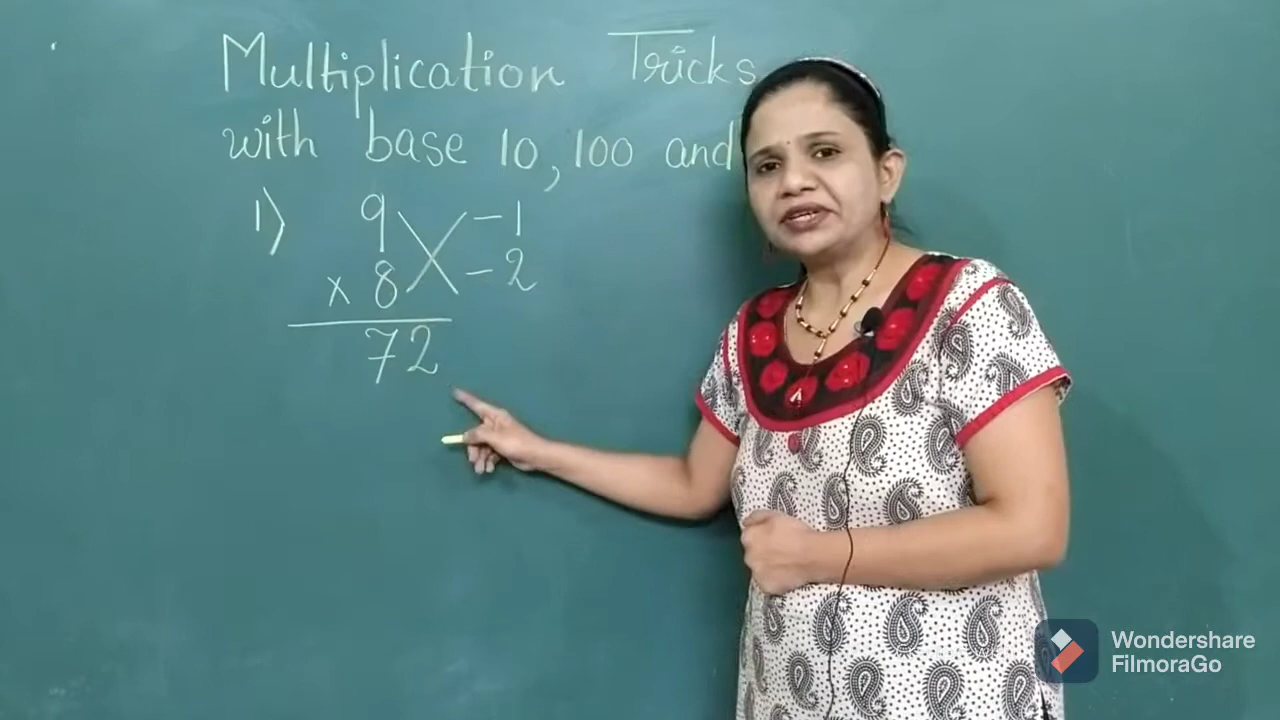 Multiplication Tricks
with base 10, 100 and
1) 9 -1
x 8 -2
72
Wondershare
FilmoraGo